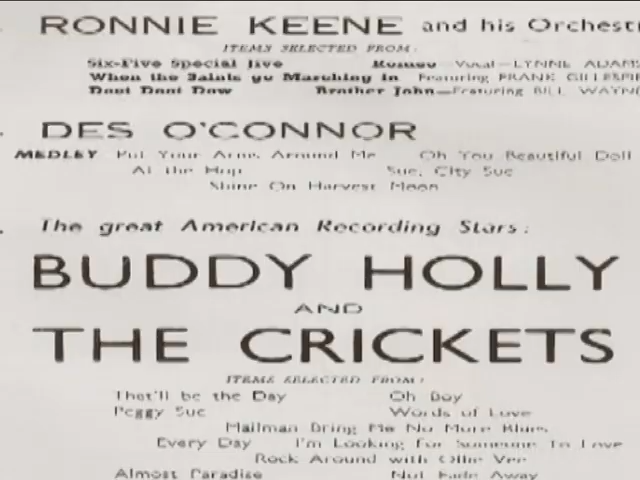 RONNIE KEENE and his Orchestr
ITEMS SELECTED FROM:
Six-Five Special Jive Romeo Vocal—LYNNE ADAMS
When the Saints go Marching in Featuring FRANK GILLESPIE
Dont Dont Dow Brother John—Featuring BILL WAYN
DES O'CONNOR
MEDLEY Put Your Arms Around Me Oh You Beautiful Doll
At the Hop Sue, City Sue
Shine On Harvest Moon
The great American Recording Stars:
BUDDY HOLLY
AND
THE CRICKETS
ITEMS SELECTED FROM:
That'll be the Day Oh Boy
Peggy Sue Words of Love
Mailman Bring Me No More Blues
Every Day I'm Looking for Someone To Love
Rock Around with Ollie Vee
Almost Paradise Not Fade Away